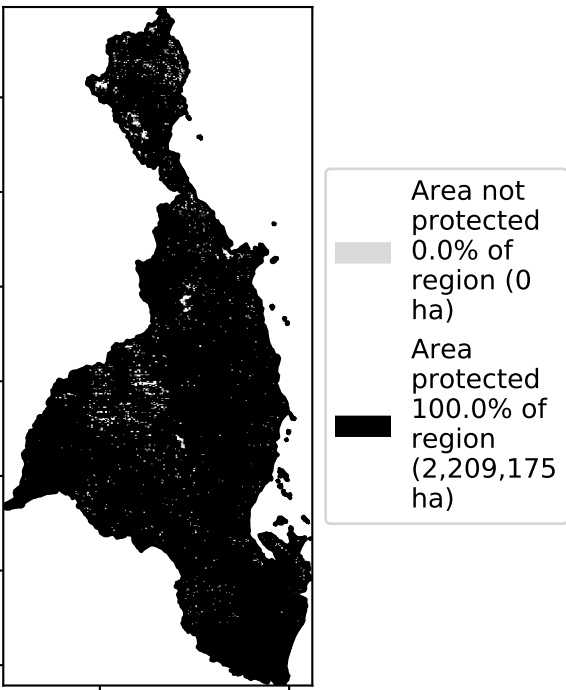 Area not
protected
0.0% of
region (0
ha)
Area
protected
100.0% of
region
(2,209,175
ha)